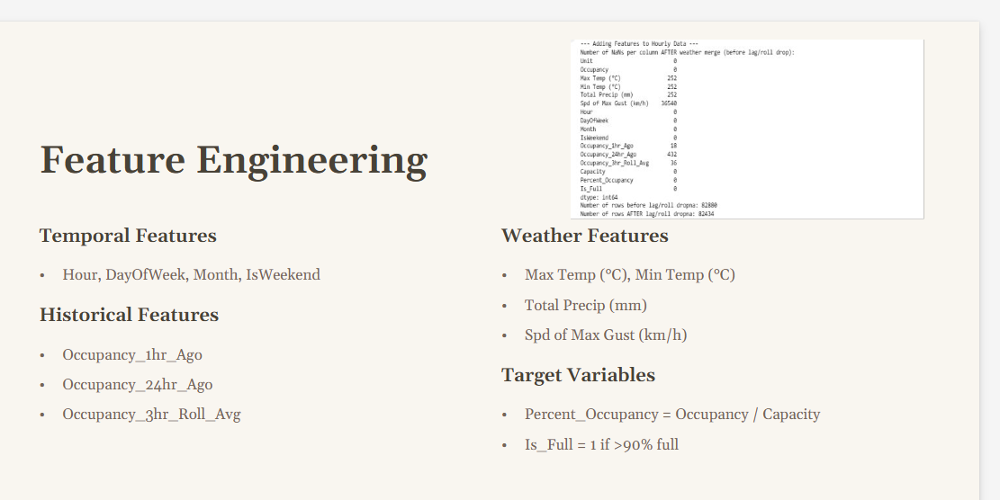 --- Adding Features to Hourly Data ---
Number of NaNs per column AFTER weather merge (before lag/roll drop):
Unit 0
Occupancy 0
Max Temp (°C) 252
Min Temp (°C) 252
Total Precip (mm) 252
Spd of Max Gust (km/h) 36540
Hour 0
DayOfWeek 0
Month 0
IsWeekend 0
Occupancy_1hr_Ago 18
Occupancy_24hr_Ago 432
Occupancy_3hr_Roll_Avg 36
Capacity 0
Percent_Occupancy 0
Is_Full 0
dtype: int64
Number of rows before lag/roll dropna: 82880
Number of rows AFTER lag/roll dropna: 82434
Feature Engineering
Temporal Features
• Hour, DayOfWeek, Month, IsWeekend
Historical Features
• Occupancy_1hr_Ago
• Occupancy_24hr_Ago
• Occupancy_3hr_Roll_Avg
Weather Features
• Max Temp (°C), Min Temp (°C)
• Total Precip (mm)
• Spd of Max Gust (km/h)
Target Variables
• Percent_Occupancy = Occupancy / Capacity
• Is_Full = 1 if >90% full